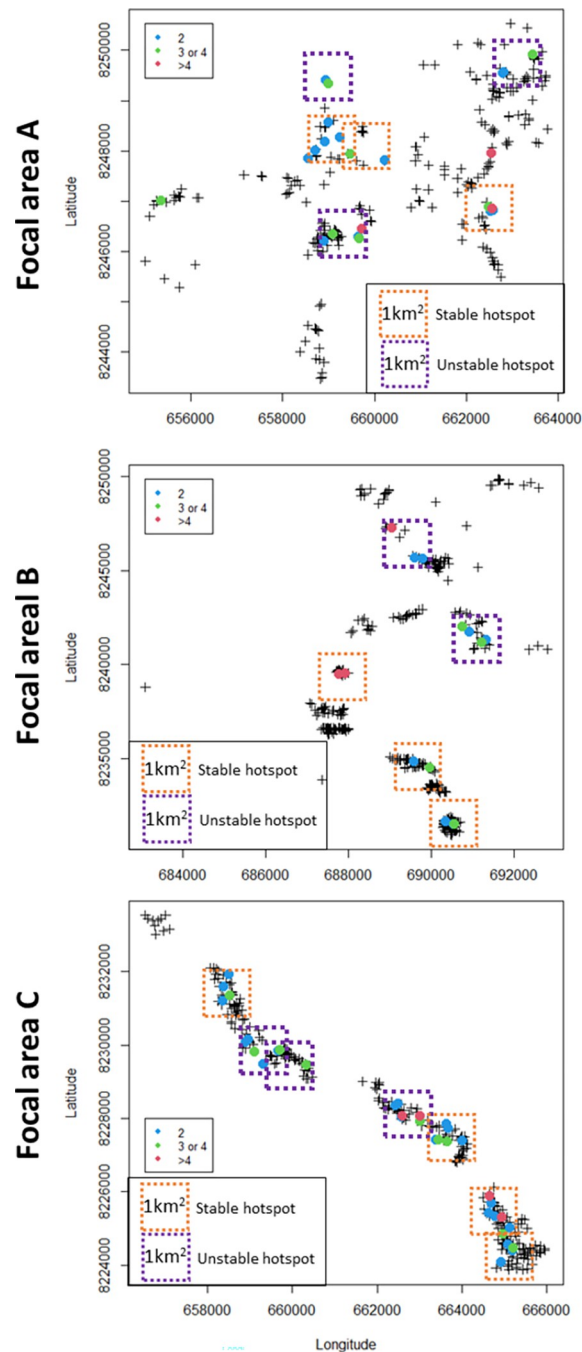 Focal area A
Latitude
8250000
8248000
8246000
8244000
2
3 or 4
>4
1km²
Stable hotspot
1km²
Unstable hotspot
656000
658000
660000
662000
664000
Focal areal B
Latitude
8250000
8245000
8240000
8235000
2
3 or 4
>4
1km²
Stable hotspot
1km²
Unstable hotspot
684000
686000
688000
690000
692000
Focal area C
Latitude
8232000
8230000
8228000
8226000
8224000
2
3 or 4
>4
1km²
Stable hotspot
1km²
Unstable hotspot
658000
660000
662000
664000
666000
Longitude